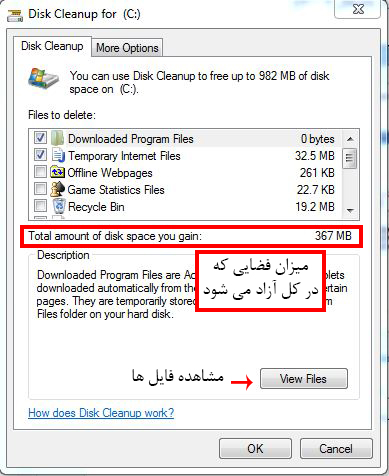 Disk Cleanup for (C:)
Disk Cleanup
More Options
You can use Disk Cleanup to free up to 982 MB of disk
space on (C:).
Files to delete:
Downloaded Program Files 0 bytes
Temporary Internet Files 32.5 MB
Offline Webpages 261 KB
Game Statistics Files 22.7 KB
Recycle Bin 19.2 MB
Total amount of disk space you gain: 367 MB
Description
Downloaded Program Files are Ac
plets
downloaded automatically from the
rtain
pages. They are temporarily stored
Files folder on your hard disk.
میزان فضایی که
در کل آزاد می شود
مشاهده فایل ها
View Files
How does Disk Cleanup work?
OK
Cancel